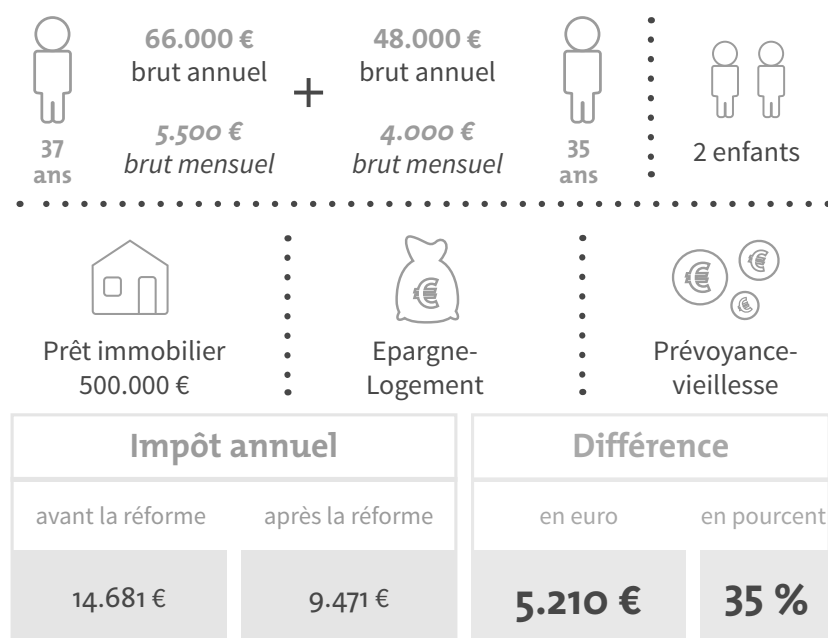 66.000 €
brut annuel
5.500 €
brut mensuel
37
ans
+
48.000 €
brut annuel
4.000 €
brut mensuel
35
ans
2 enfants
Prêt immobilier
500.000 €
Epargne-
Logement
Prévoyance-
vieillesse
Impôt annuel
Différence
avant la réforme
après la réforme
en euro
en pourcent
14.681 €
9.471 €
5.210 €
35 %